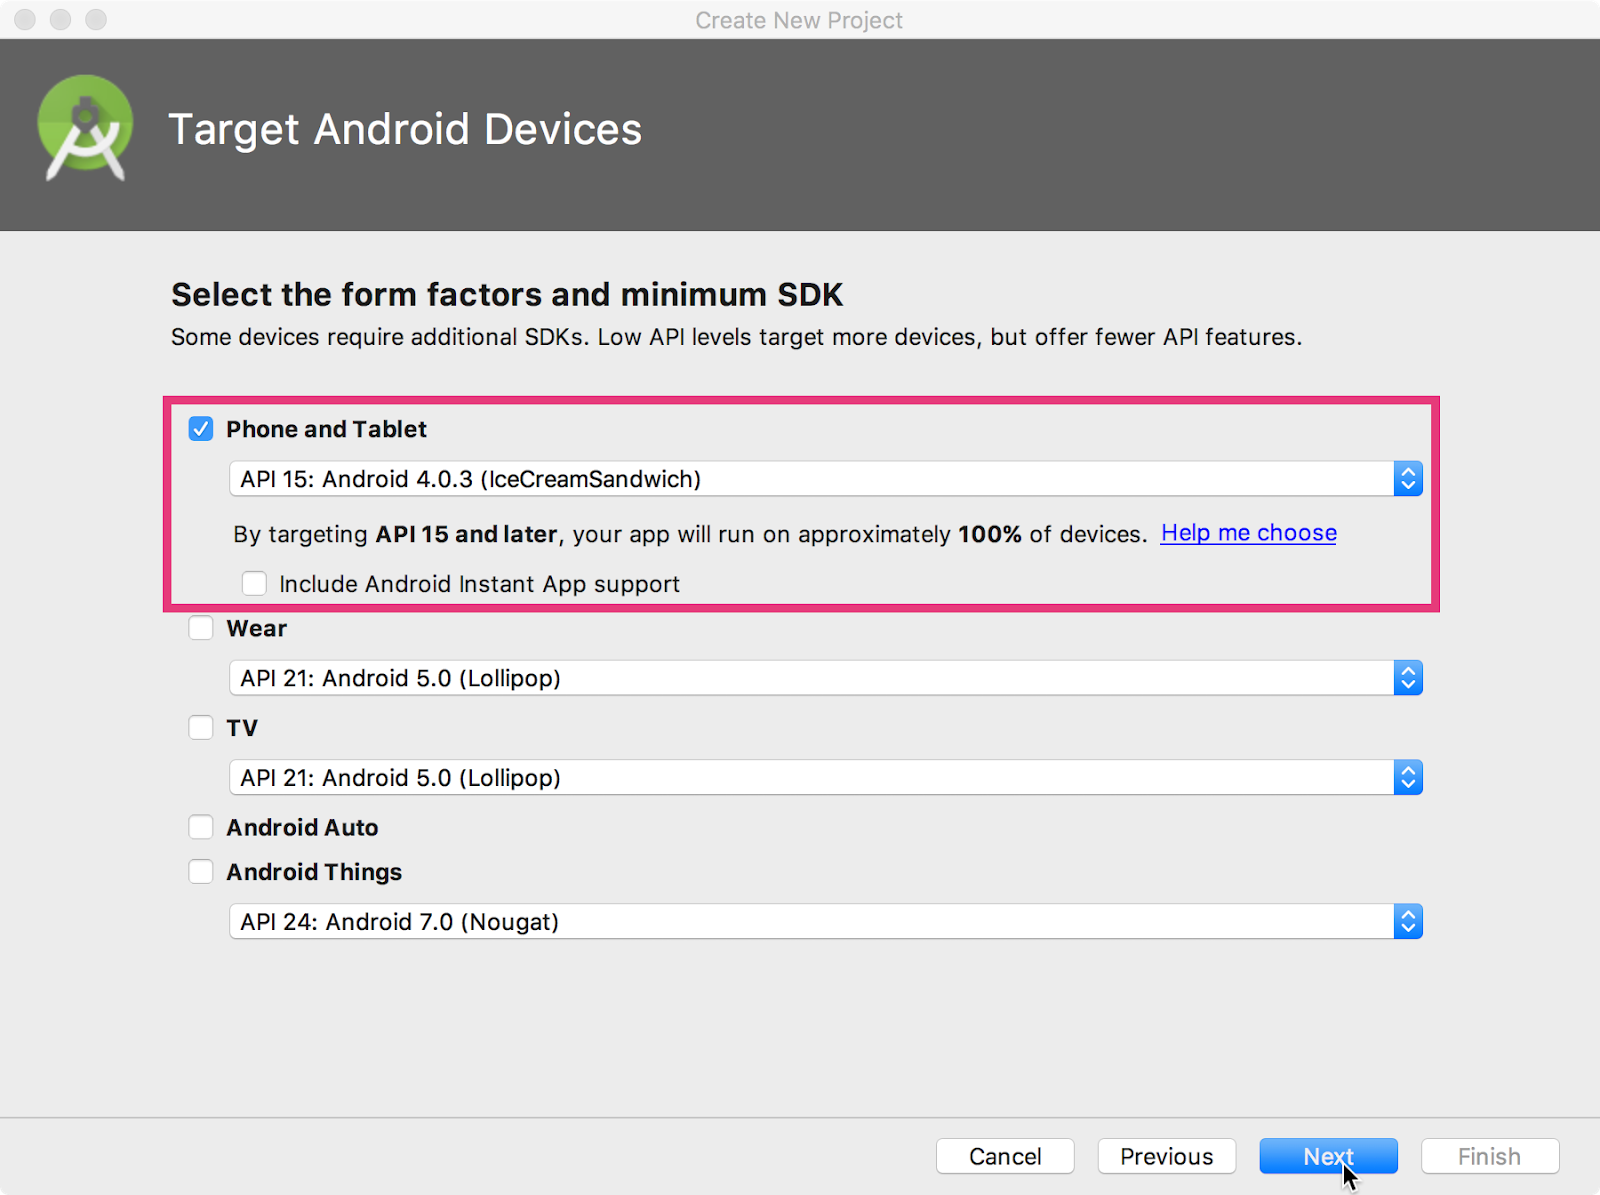 Create New Project
Target Android Devices
Select the form factors and minimum SDK
Some devices require additional SDKs. Low API levels target more devices, but offer fewer API features.
Phone and Tablet
API 15: Android 4.0.3 (IceCreamSandwich)
By targeting API 15 and later, your app will run on approximately 100% of devices. Help me choose
Include Android Instant App support
Wear
API 21: Android 5.0 (Lollipop)
TV
API 21: Android 5.0 (Lollipop)
Android Auto
Android Things
API 24: Android 7.0 (Nougat)
Cancel Previous Next Finish